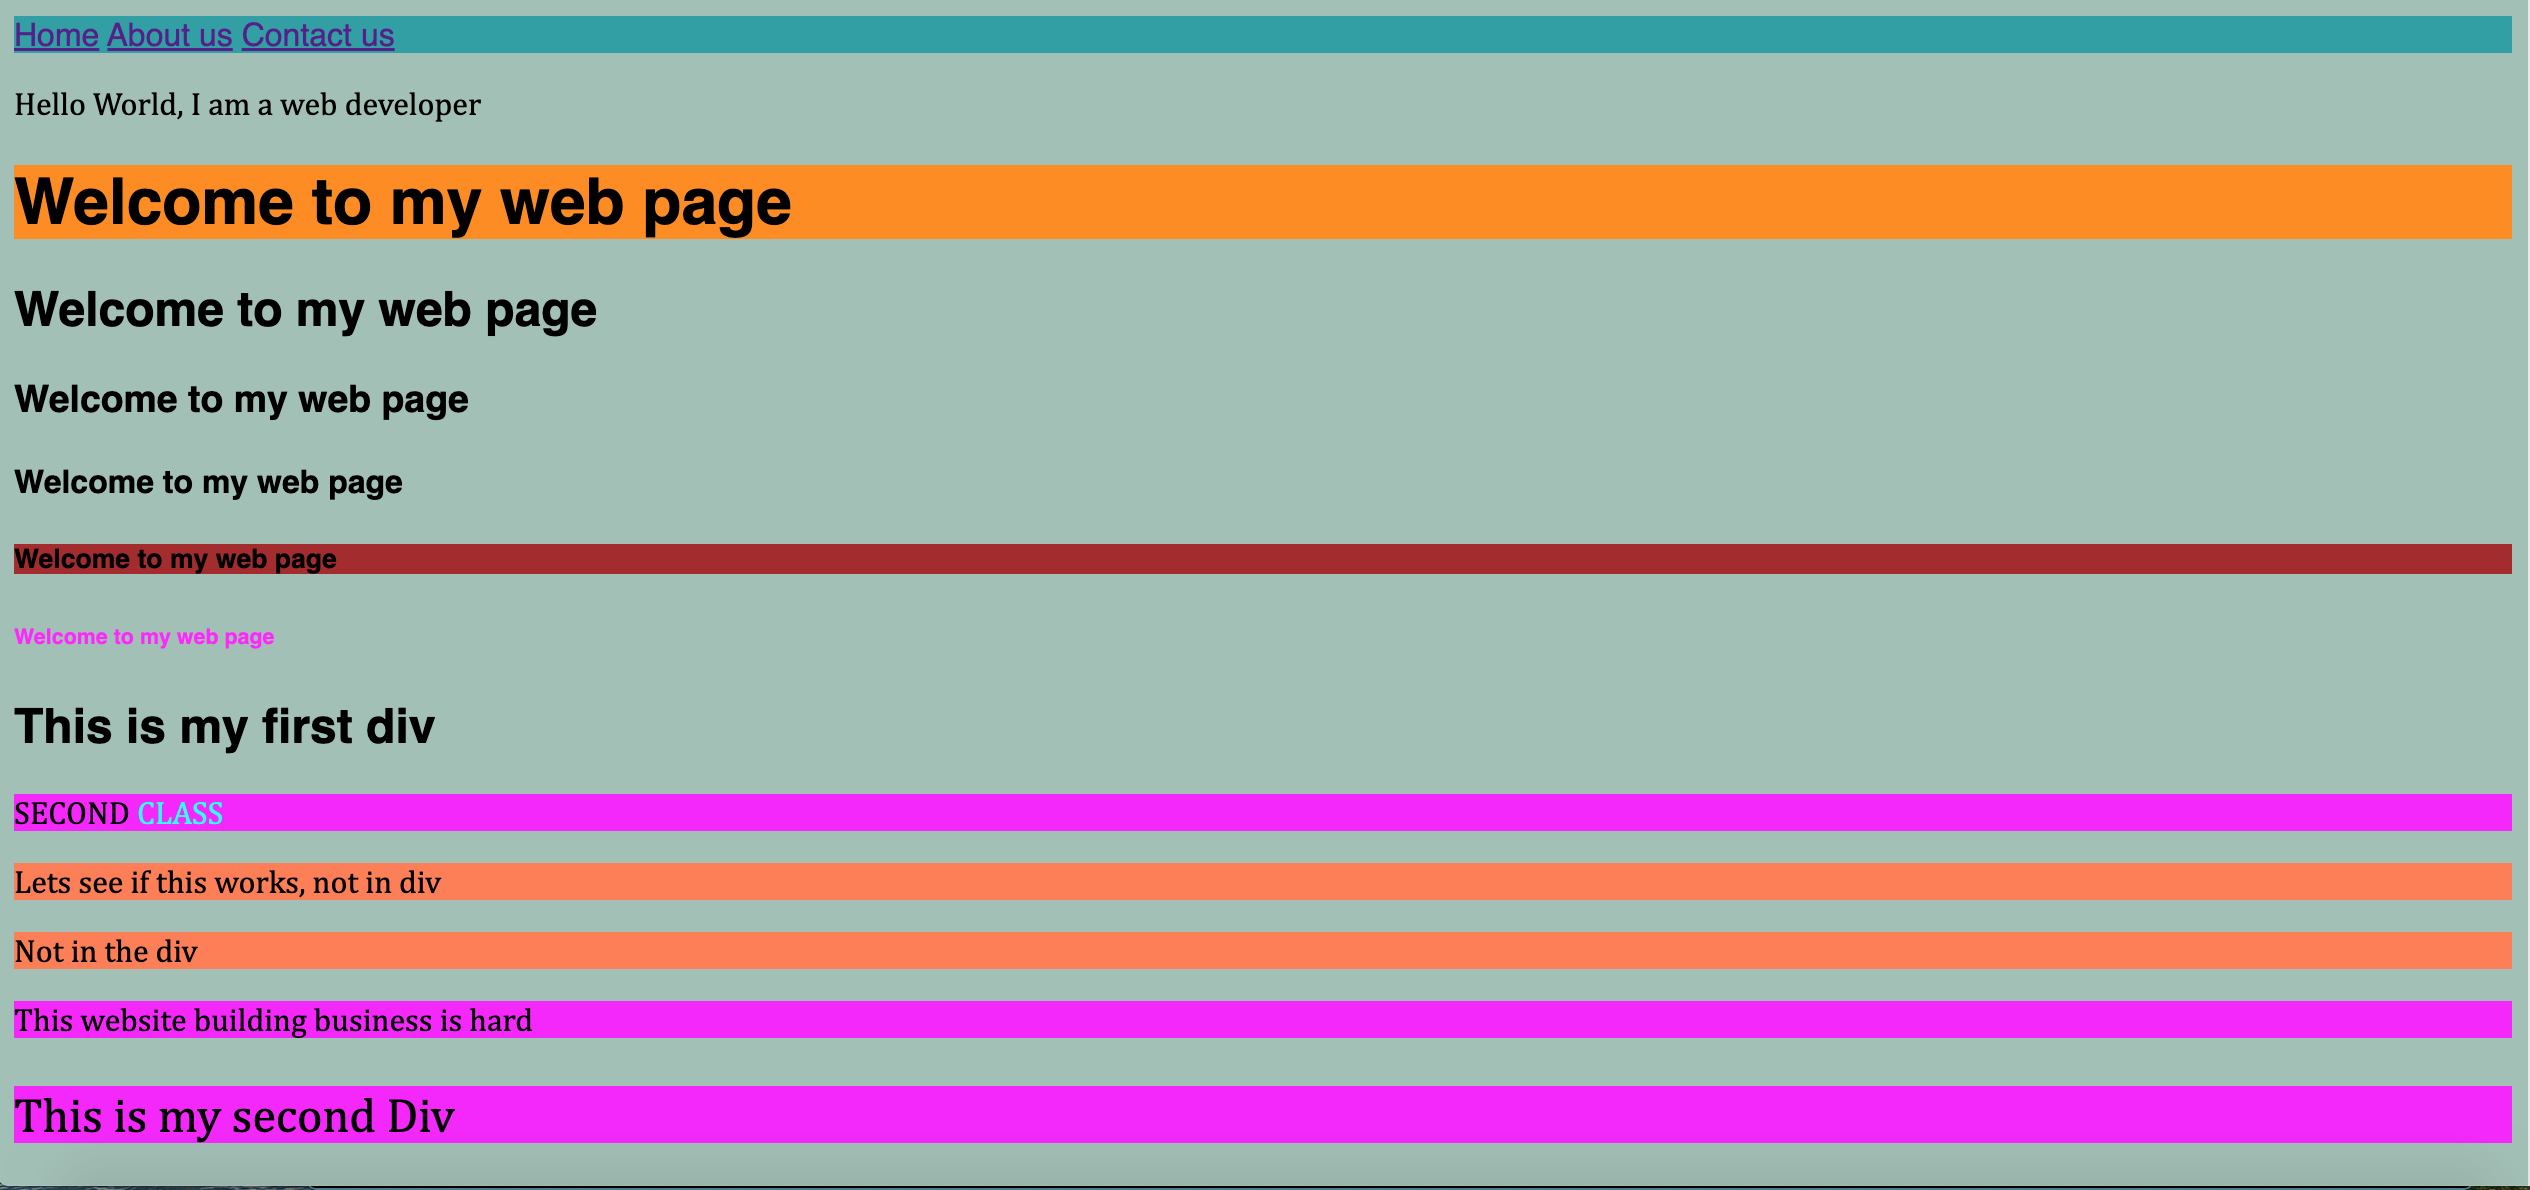 Home About us Contact us
Hello World, I am a web developer
Welcome to my web page
Welcome to my web page
Welcome to my web page
Welcome to my web page
Welcome to my web page
Welcome to my web page
This is my first div
SECOND CLASS
Lets see if this works, not in div
Not in the div
This website building business is hard
This is my second Div